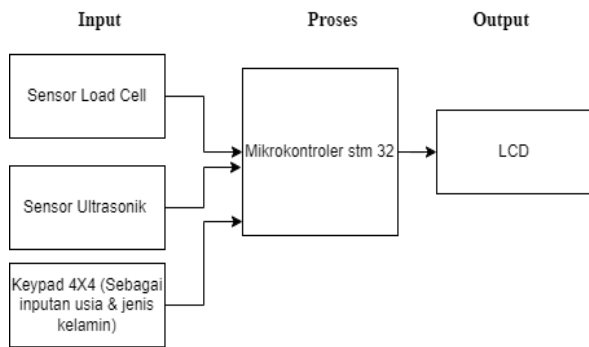 Input
Proses
Output
Sensor Load Cell
Sensor Ultrasonik
Keypad 4X4 (Sebagai
inputan usia & jenis
kelamin)
Mikrokontroler stm 32
LCD